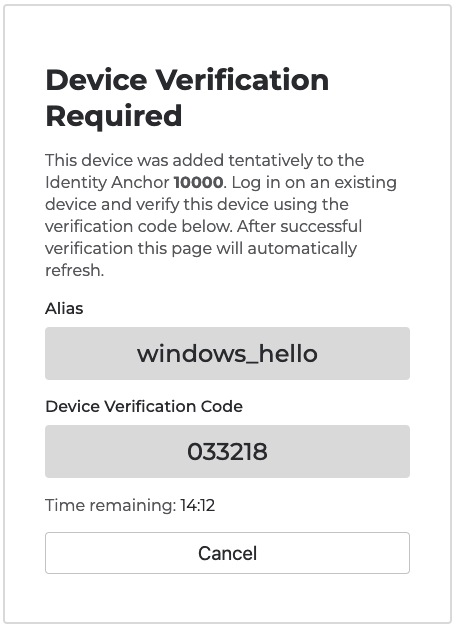 Device Verification
Required
This device was added tentatively to the
Identity Anchor 10000. Log in on an existing
device and verify this device using the
verification code below. After successful
verification this page will automatically
refresh.
Alias
windows_hello
Device Verification Code
033218
Time remaining: 14:12
Cancel